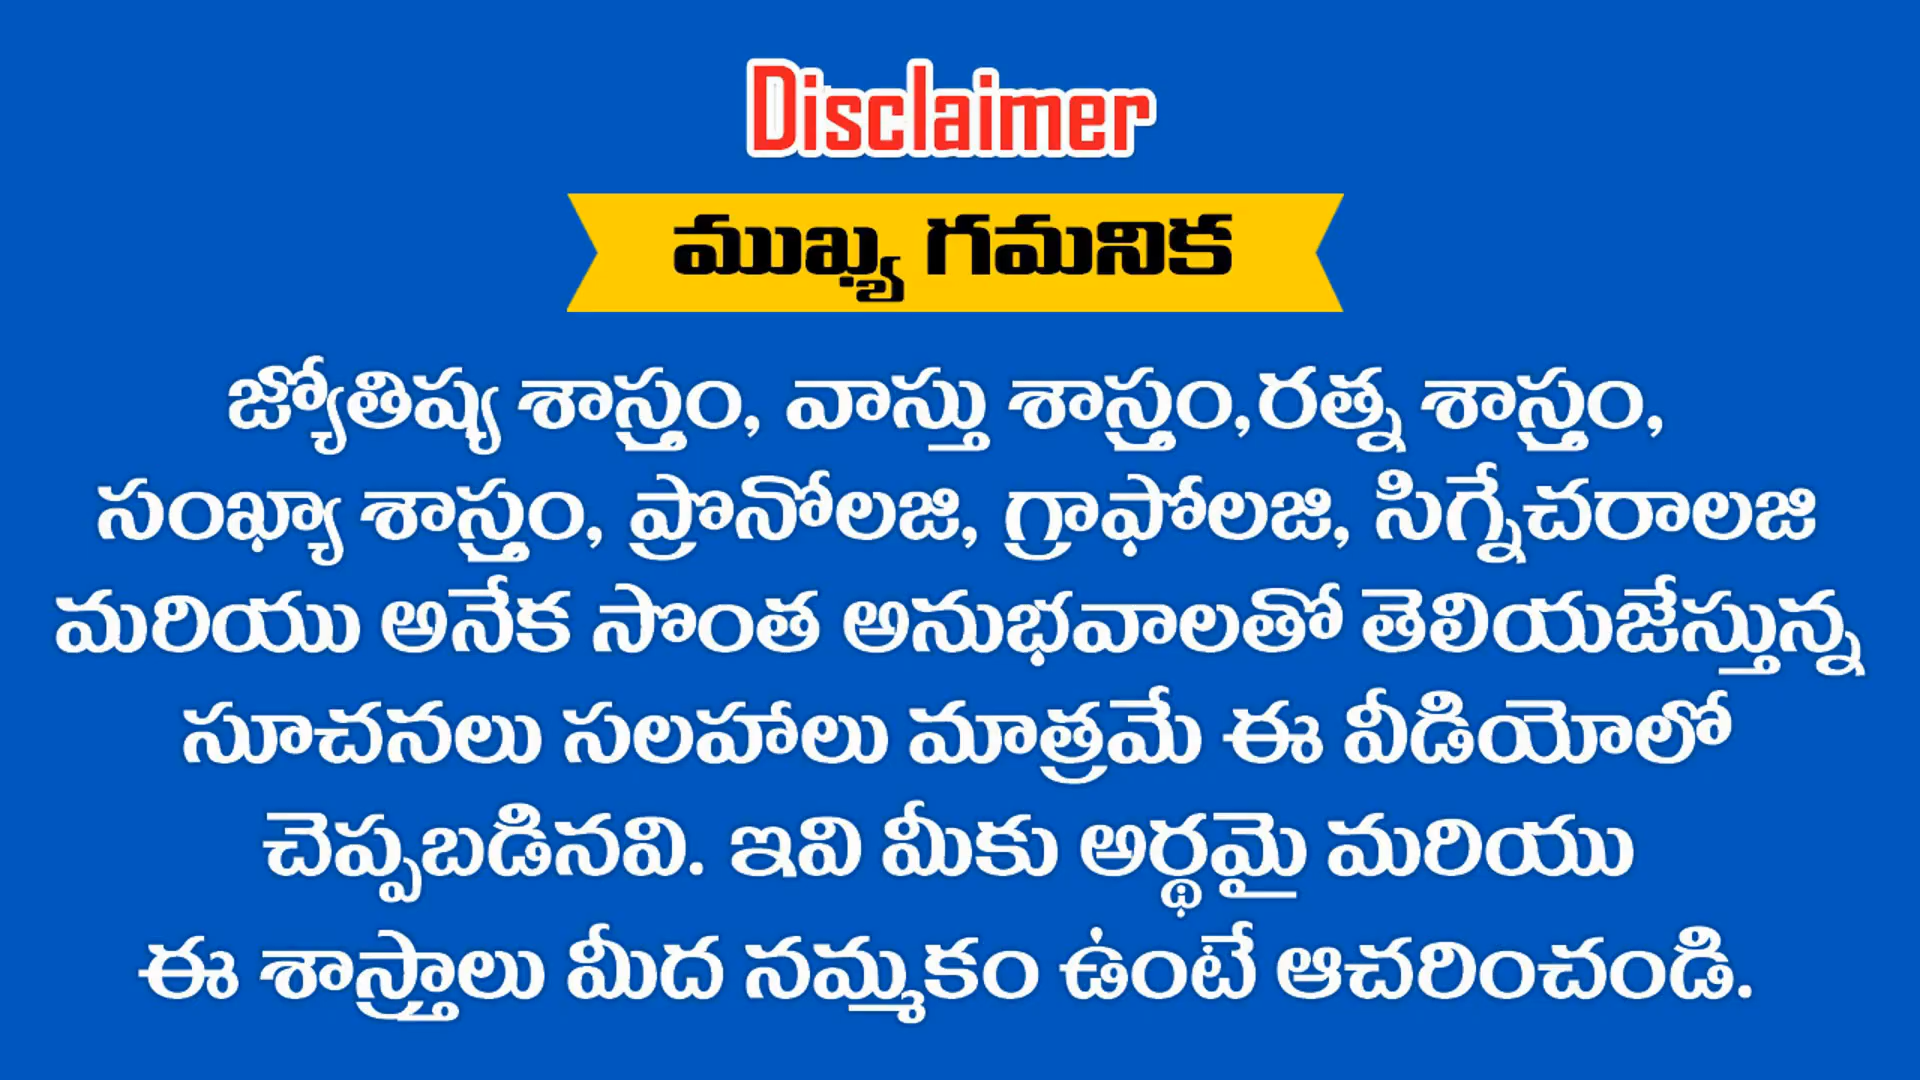 Disclaimer
ముఖ్య గమనిక
జ్యోతిష్య శాస్త్రం, వాస్తు శాస్త్రం,రత్న శాస్త్రం,
సంఖ్యా శాస్త్రం, ప్రొనోలజి, గ్రాఫోలజి, సిగ్నేచరాలజి
మరియు అనేక సొంత అనుభవాలతో తెలియజేస్తున్న
సూచనలు సలహాలు మాత్రమే ఈ వీడియోలో
చెప్పబడినవి. ఇవి మీకు అర్థమై మరియు
ఈ శాస్త్రాలు మీద నమ్మకం ఉంటే ఆచరించండి.